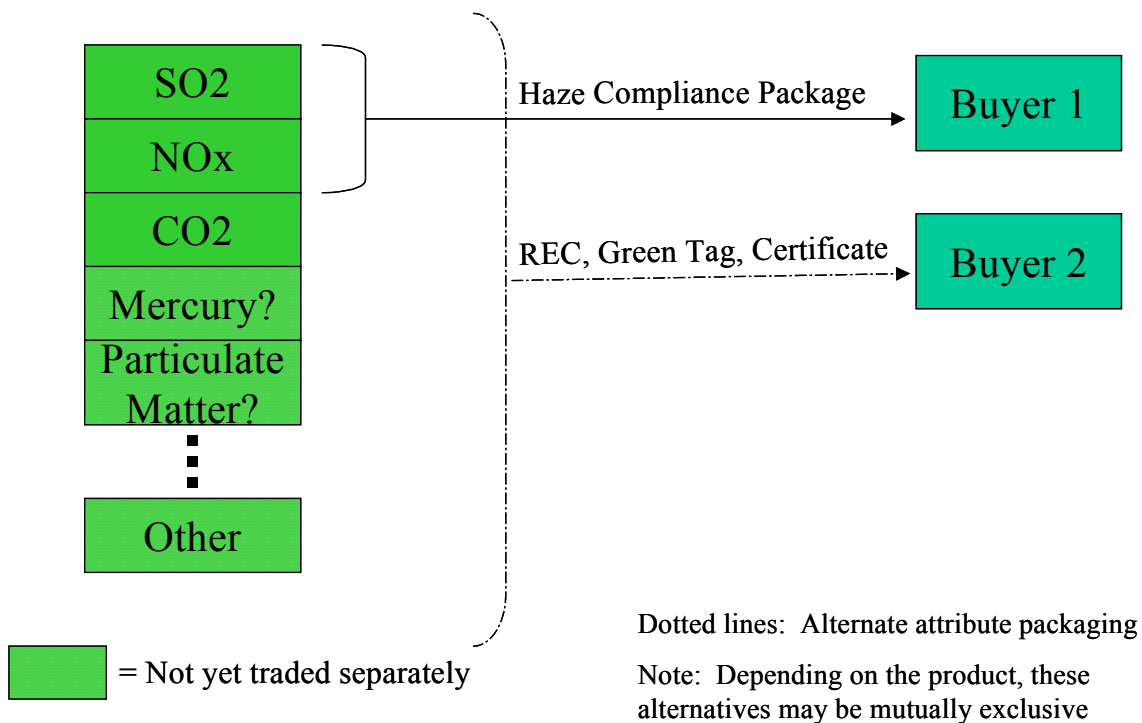 SO2
NOx
CO2
Mercury?
Particulate
Matter?
Other
Haze Compliance Package
Buyer 1
REC, Green Tag, Certificate
Buyer 2
= Not yet traded separately
Dotted lines:  Alternate attribute packaging
Note:  Depending on the product, these
alternatives may be mutually exclusive